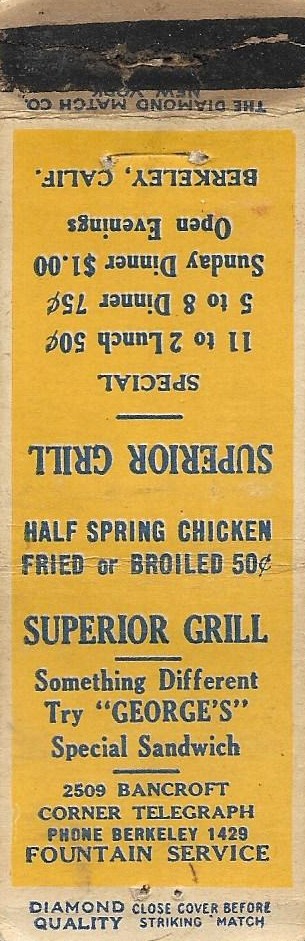 HALF SPRING CHICKEN
FRIED or BROILED 50¢
SUPERIOR GRILL
Something Different
Try "GEORGE'S"
Special Sandwich
2509 BANCROFT
CORNER TELEGRAPH
PHONE BERKELEY 1429
FOUNTAIN SERVICE
DIAMOND QUALITY
CLOSE COVER BEFORE STRIKING MATCH
SUPERIOR GRILL
SPECIAL
11 to 2 Lunch 50¢
5 to 8 Dinner 75¢
Sunday Dinner $1.00
Open Evenings
BERKELEY, CALIF.
THE DIAMOND MATCH CO.
NEW YORK